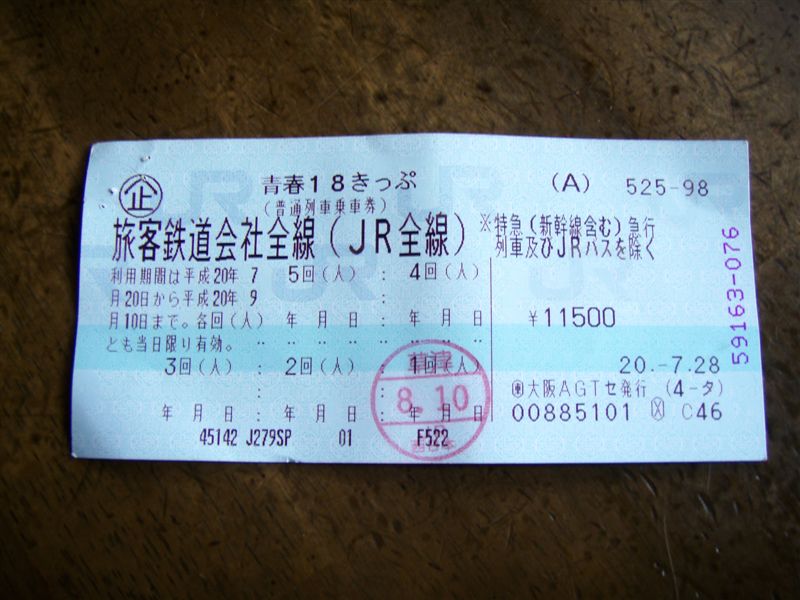 企 青春18きっぷ (A) 525-98
(普通列車乗車券)
旅客鉄道会社全線(JR全線) ※特急(新幹線含む)急行
列車及びJRバスを除く
利用期間は平成20年 7 5回(人) : 4回(人)
月20日から平成20年 9
月10日まで。各回(人) 年 月 日 : 年 月 日
とも当日限り有効。
¥11500
3回(人) : 2回(人) : 1回(人)
20.-7.28
8.10
年 月 日 : 年 月 日 : 年 月 日
大阪AGTセ発行 (4-タ)
00885101 X C46
45142 J279SP 01 F522
59163-076
JR